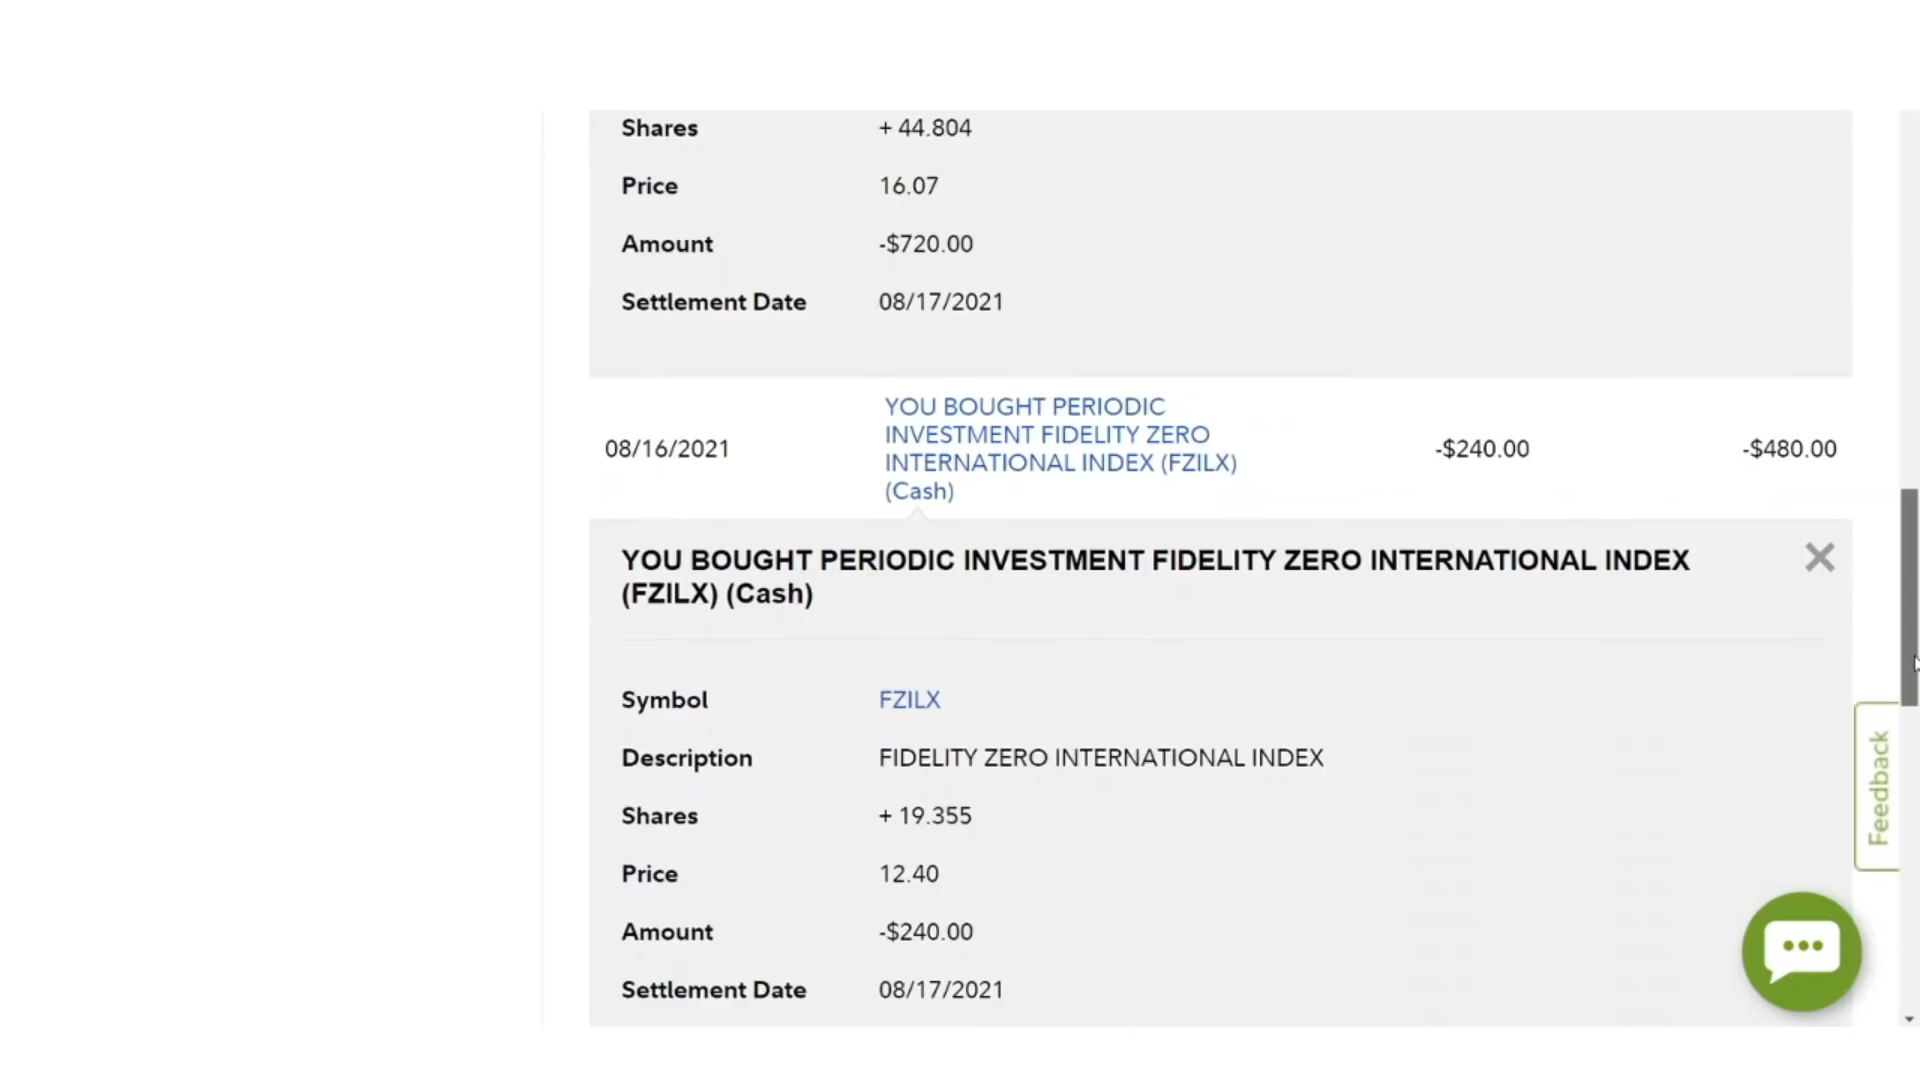 Shares + 44.804
Price 16.07
Amount -$720.00
Settlement Date 08/17/2021
YOU BOUGHT PERIODIC
INVESTMENT FIDELITY ZERO
08/16/2021 -$240.00 -$480.00
INTERNATIONAL INDEX (FZILX)
(Cash)
YOU BOUGHT PERIODIC INVESTMENT FIDELITY ZERO INTERNATIONAL INDEX
(FZILX) (Cash)
Symbol FZILX
Description FIDELITY ZERO INTERNATIONAL INDEX
Shares + 19.355
Price 12.40
Amount -$240.00
Settlement Date 08/17/2021
Feedback